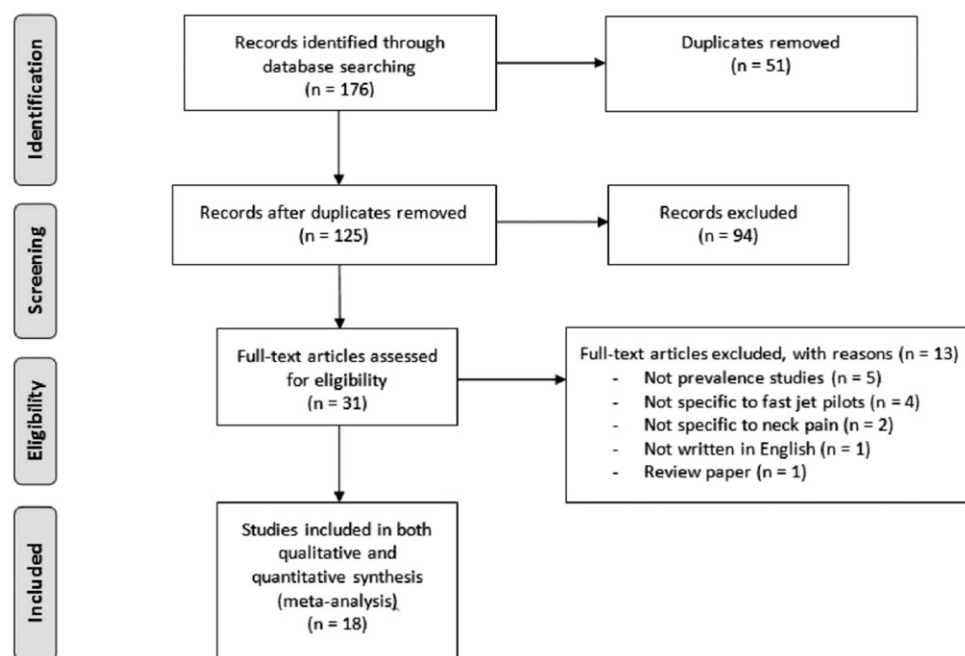 Identification
Records identified through
database searching
(n = 176)
Duplicates removed
(n = 51)
Screening
Records after duplicates removed
(n = 125)
Records excluded
(n = 94)
Eligibility
Full-text articles assessed
for eligibility
(n = 31)
Full-text articles excluded, with reasons (n = 13)
- Not prevalence studies (n = 5)
- Not specific to fast jet pilots (n = 4)
- Not specific to neck pain (n = 2)
- Not written in English (n = 1)
- Review paper (n = 1)
Included
Studies included in both
qualitative and
quantitative synthesis
(meta-analysis)
(n = 18)